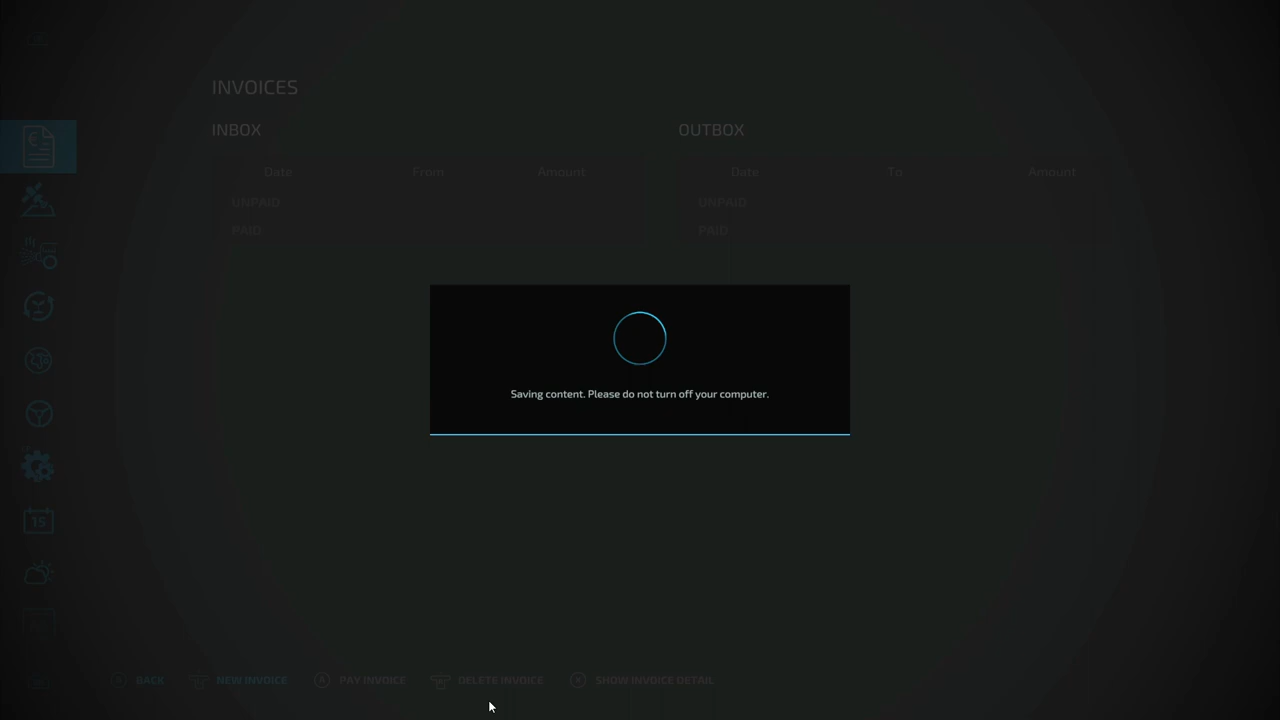 INVOICES
INBOX
OUTBOX
Date From Amount
Date To Amount
UNPAID
UNPAID
PAID
PAID
Saving content. Please do not turn off your computer.
15
BACK NEW INVOICE A PAY INVOICE DELETE INVOICE X SHOW INVOICE DETAIL